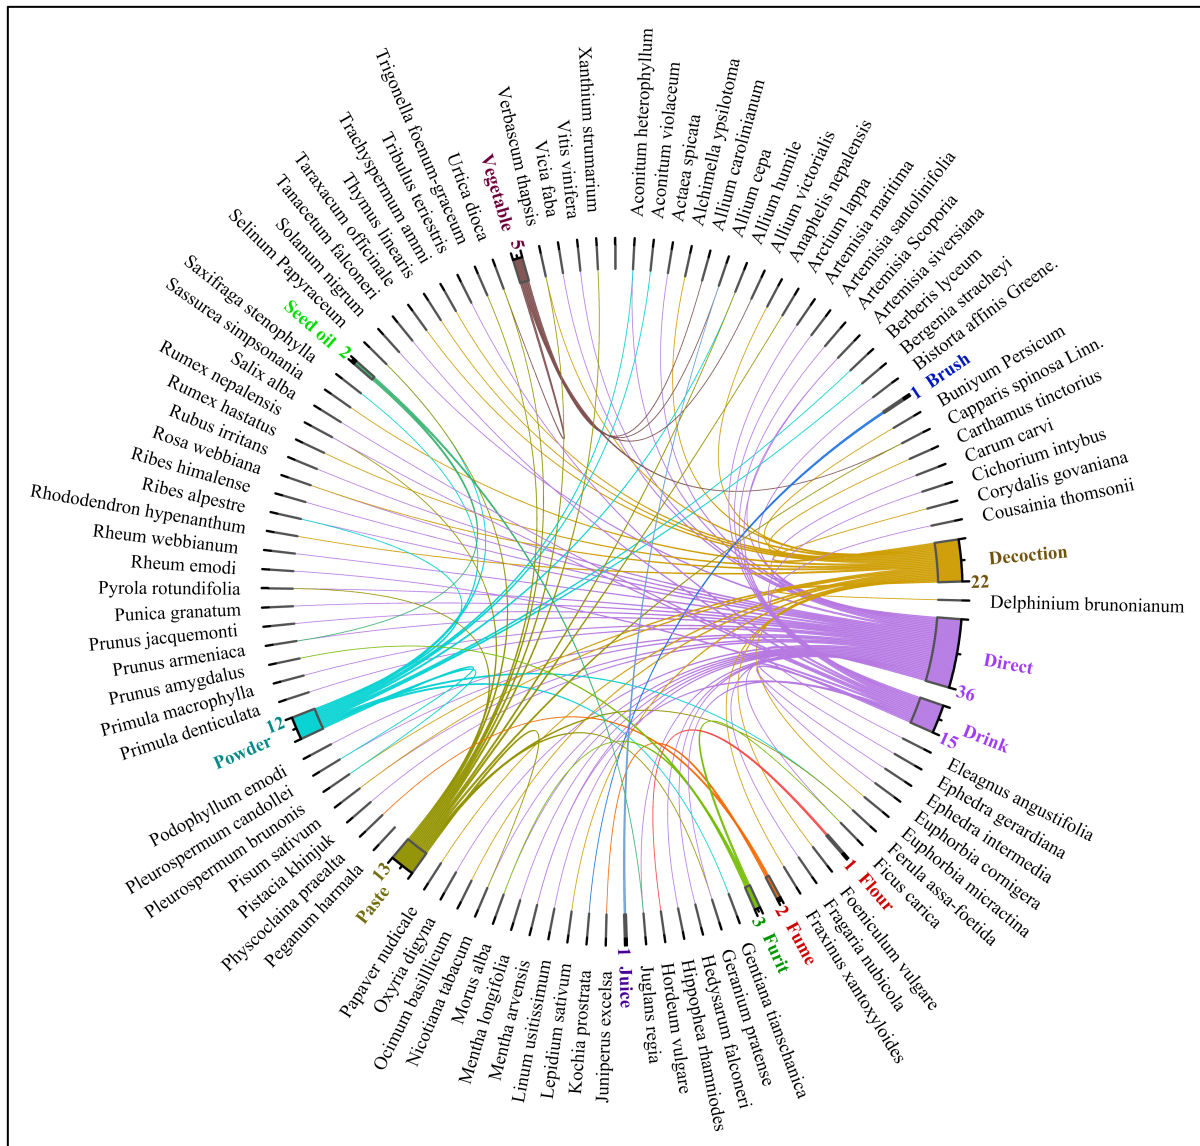 Aconitum heterophyllum
Aconitum violaceum
Actaea spicata
Alchimella ypsilotoma
Allium carolinianum
Allium cepa
Allium humile
Allium victorialis
Anaphelis nepalensis
Arctium lappa
Artemisia maritima
Artemisia santolinifolia
Artemisia Scoporia
Artemisia siversiana
Berberis lyceum
Bergenia stracheyi
Bistorta affinis Greene.
1 Brush
Buniyum Persicum
Capparis spinosa Linn.
Carthamus tinctorius
Carum carvi
Cichorium intybus
Corydalis govaniana
Cousainia thomsonii
Decoction
22
Delphinium brunonianum
Direct
36
Drink
15
Eleagnus angustifolia
Ephedra gerardiana
Ephedra intermedia
Euphorbia cornigera
Euphorbia micractina
Ferula assa-foetida
Ficus carica
1 Flour
Foeniculum vulgare
Fragaria nubicola
Fraxinus xantoxyloides
2 Fume
3 Furit
Gentiana tianschanica
Geranium pratense
Hedysarum falconeri
Hippophea rhamniodes
Hordeum vulgare
Juglans regia
1 Juice
Juniperus excelsa
Kochia prostrata
Lepidium sativum
Linum usitissimum
Mentha arvensis
Mentha longifolia
Morus alba
Nicotiana tabacum
Ocimum basillicum
Oxyria digyna
Papaver nudicale
Paste 13
Peganum harmala
Physcoclaina praealta
Pistacia khinjuk
Pisum sativum
Pleurospermum brunonis
Pleurospermum candollei
Podophyllum emodi
Powder 12
Primula denticulata
Primula macrophylla
Prunus amygdalus
Prunus armeniaca
Prunus jacquemonti
Punica granatum
Pyrola rotundifolia
Rheum emodi
Rheum webbianum
Rhododendron hypenanthum
Ribes alpestre
Ribes himalense
Rosa webbiana
Rubus irritans
Rumex hastatus
Rumex nepalensis
Salix alba
Sassurea simpsonania
Saxifraga stenophylla
Seed oil 2
Selinum Papyraceum
Solanum nigrum
Tanacetum falconeri
Taraxacum officinale
Thymus linearis
Trachyspermum ammi
Tribulus teriestris
Trigonella foenum-graceum
Urtica dioca
Vegetable 5
Verbascum thapsis
Vicia faba
Vitis vinifera
Xanthium strumarium